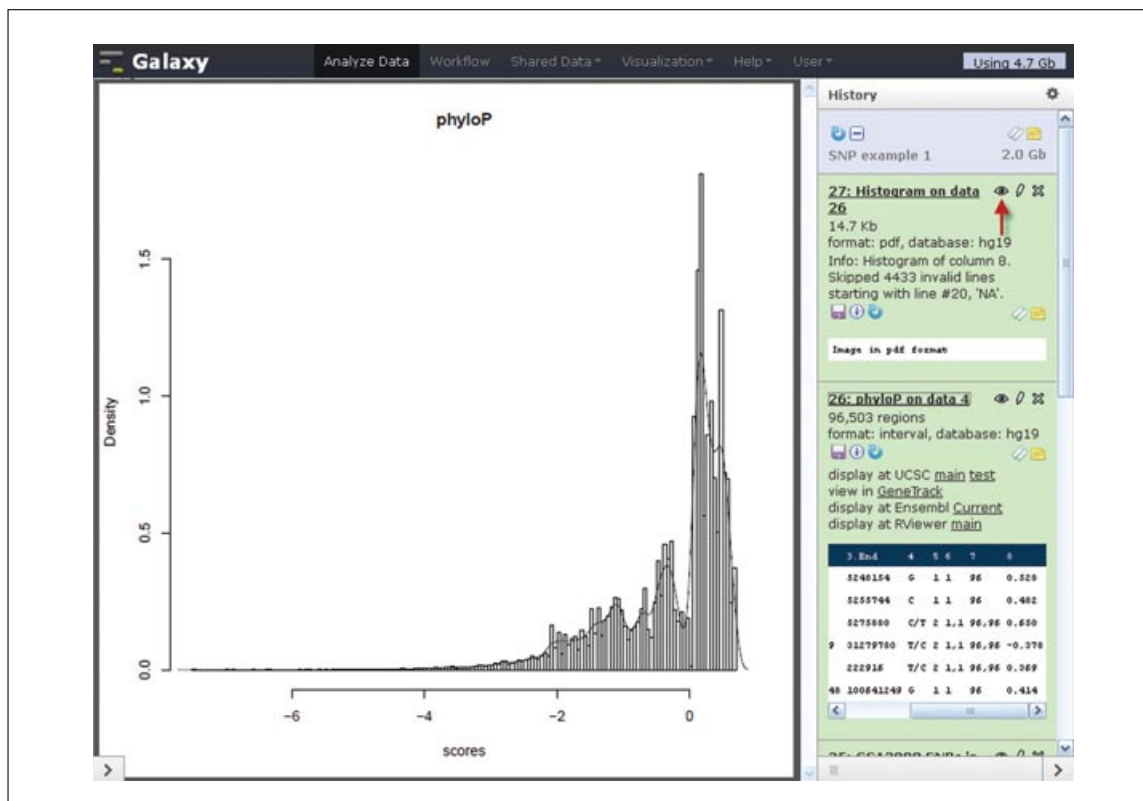 Galaxy
Analyze Data Workflow Shared Data Visualization Help User
Using 4.7 Gb
phyloP
1.5
1.0
0.5
0.0
Density
-6 -4 -2 0
scores
History
SNP example 1 2.0 Gb
27: Histogram on data
26
14.7 Kb
format: pdf, database: hg19
Info: Histogram of column 8.
Skipped 4433 invalid lines
starting with line #20, 'NA'.
Image in pdf format
26: phyloP on data 4
96,503 regions
format: interval, database: hg19
display at UCSC main test
view in GeneTrack
display at Ensembl Current
display at RViewer main
3.End 4 5 6 7 8
5248154 G 1 1 96 0.528
5255744 C 1 1 96 0.482
5275880 C/T 2 1,1 96,96 0.650
9 31279780 T/C 2 1,1 96,96 -0.378
222916 T/C 2 1,1 96,96 0.369
48 100641249 G 1 1 96 0.414